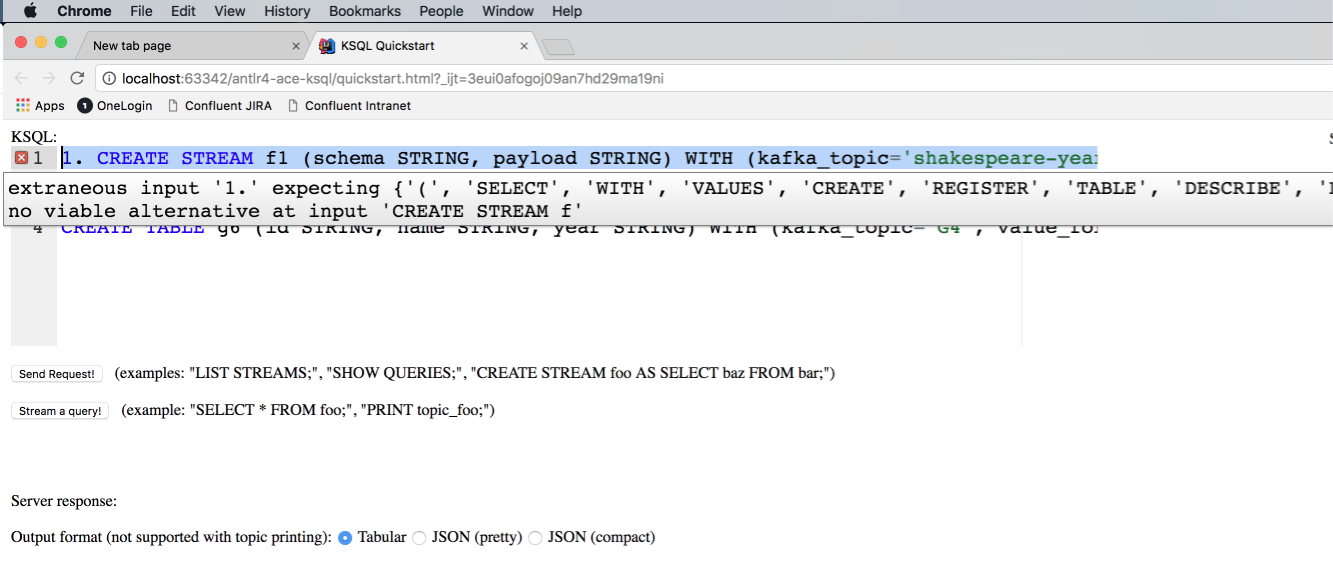 Chrome File Edit View History Bookmarks People Window Help
New tab page × KSQL Quickstart ×
localhost:63342/antlr4-ace-ksql/quickstart.html?_ijt=3eui0afogoj09an7hd29ma19ni
Apps 1 OneLogin Confluent JIRA Confluent Intranet
KSQL:
1 1. CREATE STREAM f1 (schema STRING, payload STRING) WITH (kafka_topic='shakespeare-year
extraneous input '1.' expecting {'(', 'SELECT', 'WITH', 'VALUES', 'CREATE', 'REGISTER', 'TABLE', 'DESCRIBE', '
no viable alternative at input 'CREATE STREAM f'
4 CREATE TABLE g6 (id STRING, name STRING, year STRING) WITH (kafka_topic='G4', value_fo
Send Request! (examples: "LIST STREAMS;", "SHOW QUERIES;", "CREATE STREAM foo AS SELECT baz FROM bar;")
Stream a query! (example: "SELECT * FROM foo;", "PRINT topic_foo;")
Server response:
Output format (not supported with topic printing): Tabular JSON (pretty) JSON (compact)